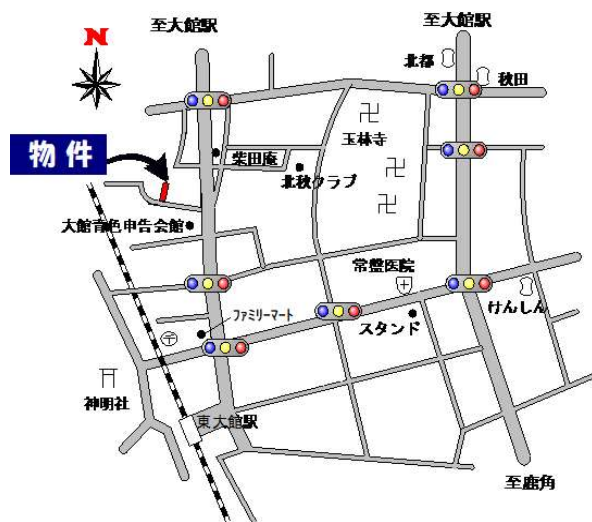 至大館駅
至大館駅
N
北都
秋田
物件
柴田庵
玉林寺
北秋クラブ
大館青色申告会館
常盤医院
けんしん
ファミリーマート
スタンド
〒
神明社
東大館駅
至鹿角